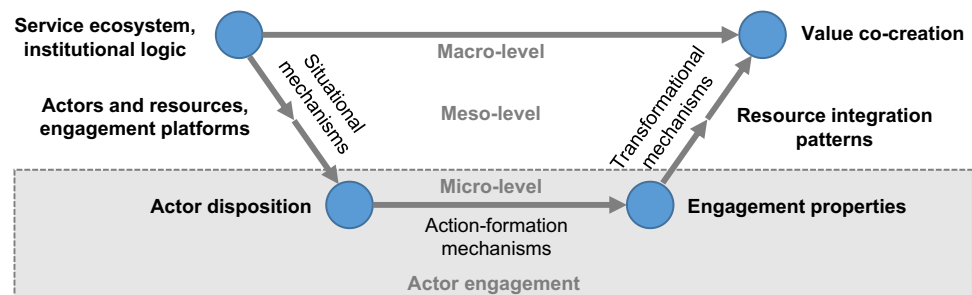 Service ecosystem,
institutional logic
Value co-creation
Macro-level
Situational
mechanisms
Transformational
mechanisms
Actors and resources,
engagement platforms
Meso-level
Resource integration
patterns
Micro-level
Actor disposition
Engagement properties
Action-formation
mechanisms
Actor engagement